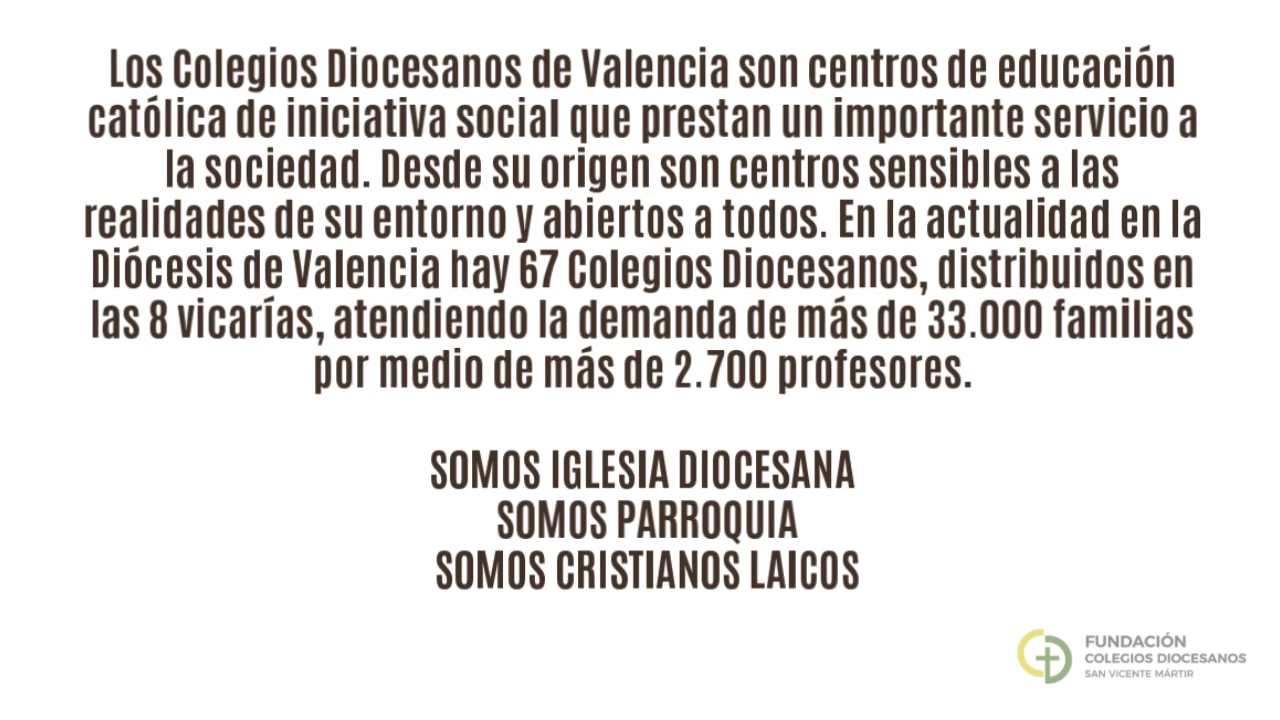 Los Colegios Diocesanos de Valencia son centros de educación
católica de iniciativa social que prestan un importante servicio a
la sociedad. Desde su origen son centros sensibles a las
realidades de su entorno y abiertos a todos. En la actualidad en la
Diócesis de Valencia hay 67 Colegios Diocesanos, distribuidos en
las 8 vicarías, atendiendo la demanda de más de 33.000 familias
por medio de más de 2.700 profesores.
SOMOS IGLESIA DIOCESANA
SOMOS PARROQUIA
SOMOS CRISTIANOS LAICOS
FUNDACIÓN
COLEGIOS DIOCESANOS
SAN VICENTE MÁRTIR